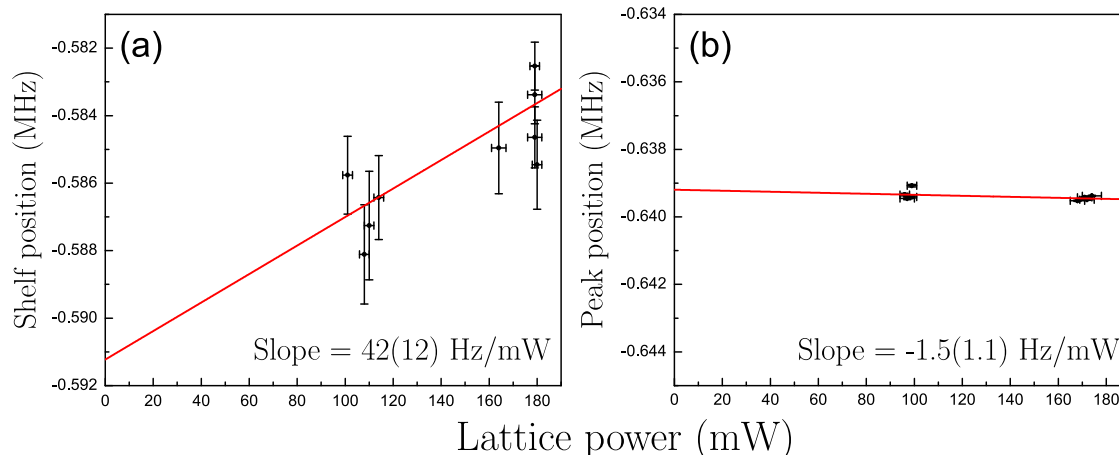 (a)
Shelf position (MHz)
-0.582
-0.584
-0.586
-0.588
-0.590
-0.592
0 20 40 60 80 100 120 140 160 180
Slope = 42(12) Hz/mW
(b)
Peak position (MHz)
-0.634
-0.636
-0.638
-0.640
-0.642
-0.644
0 20 40 60 80 100 120 140 160 180
Slope = -1.5(1.1) Hz/mW
Lattice power (mW)